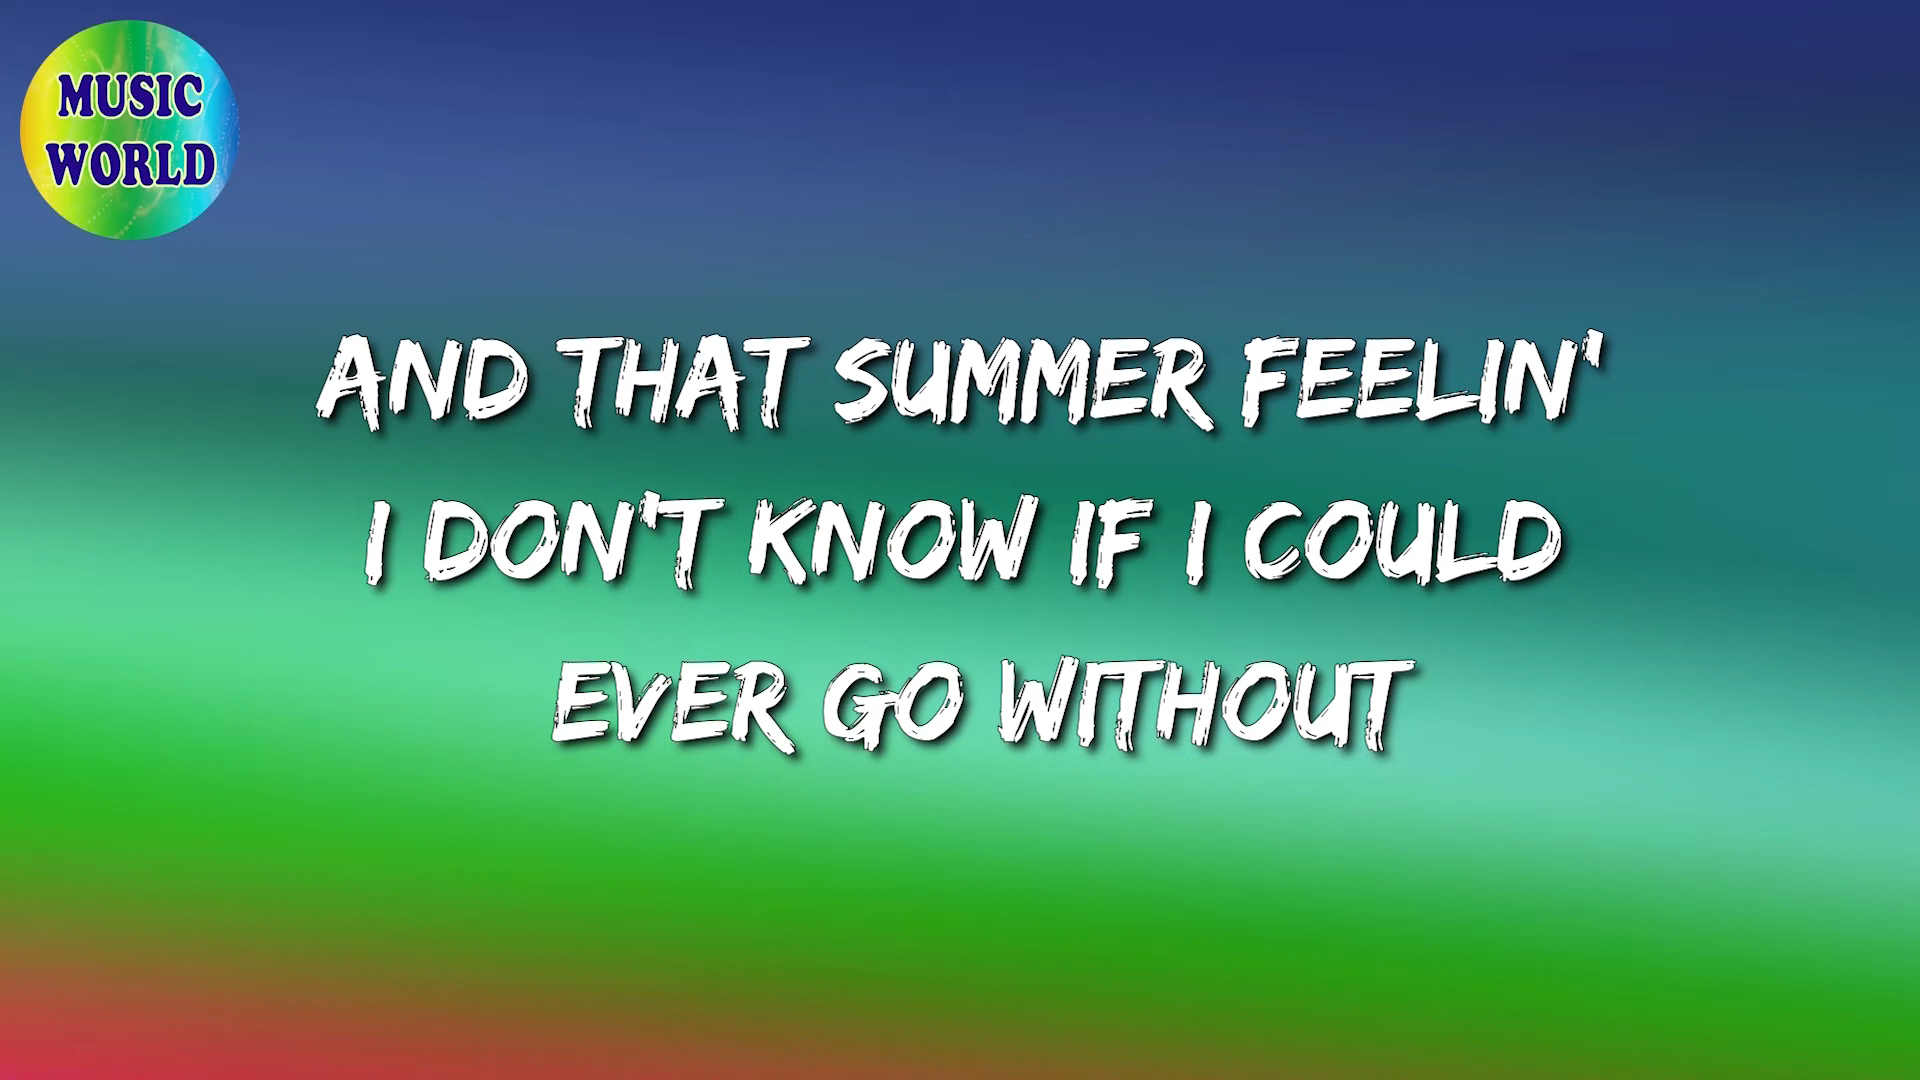 MUSIC
WORLD
AND THAT SUMMER FEELIN'
I DON'T KNOW IF I COULD
EVER GO WITHOUT